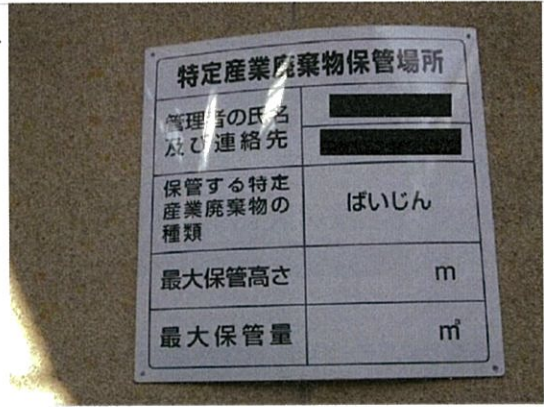 特定産業廃棄物保管場所
管理者の氏名
及び連絡先
保管する特定
産業廃棄物の
種類
ばいじん
最大保管高さ
m
最大保管量
㎥